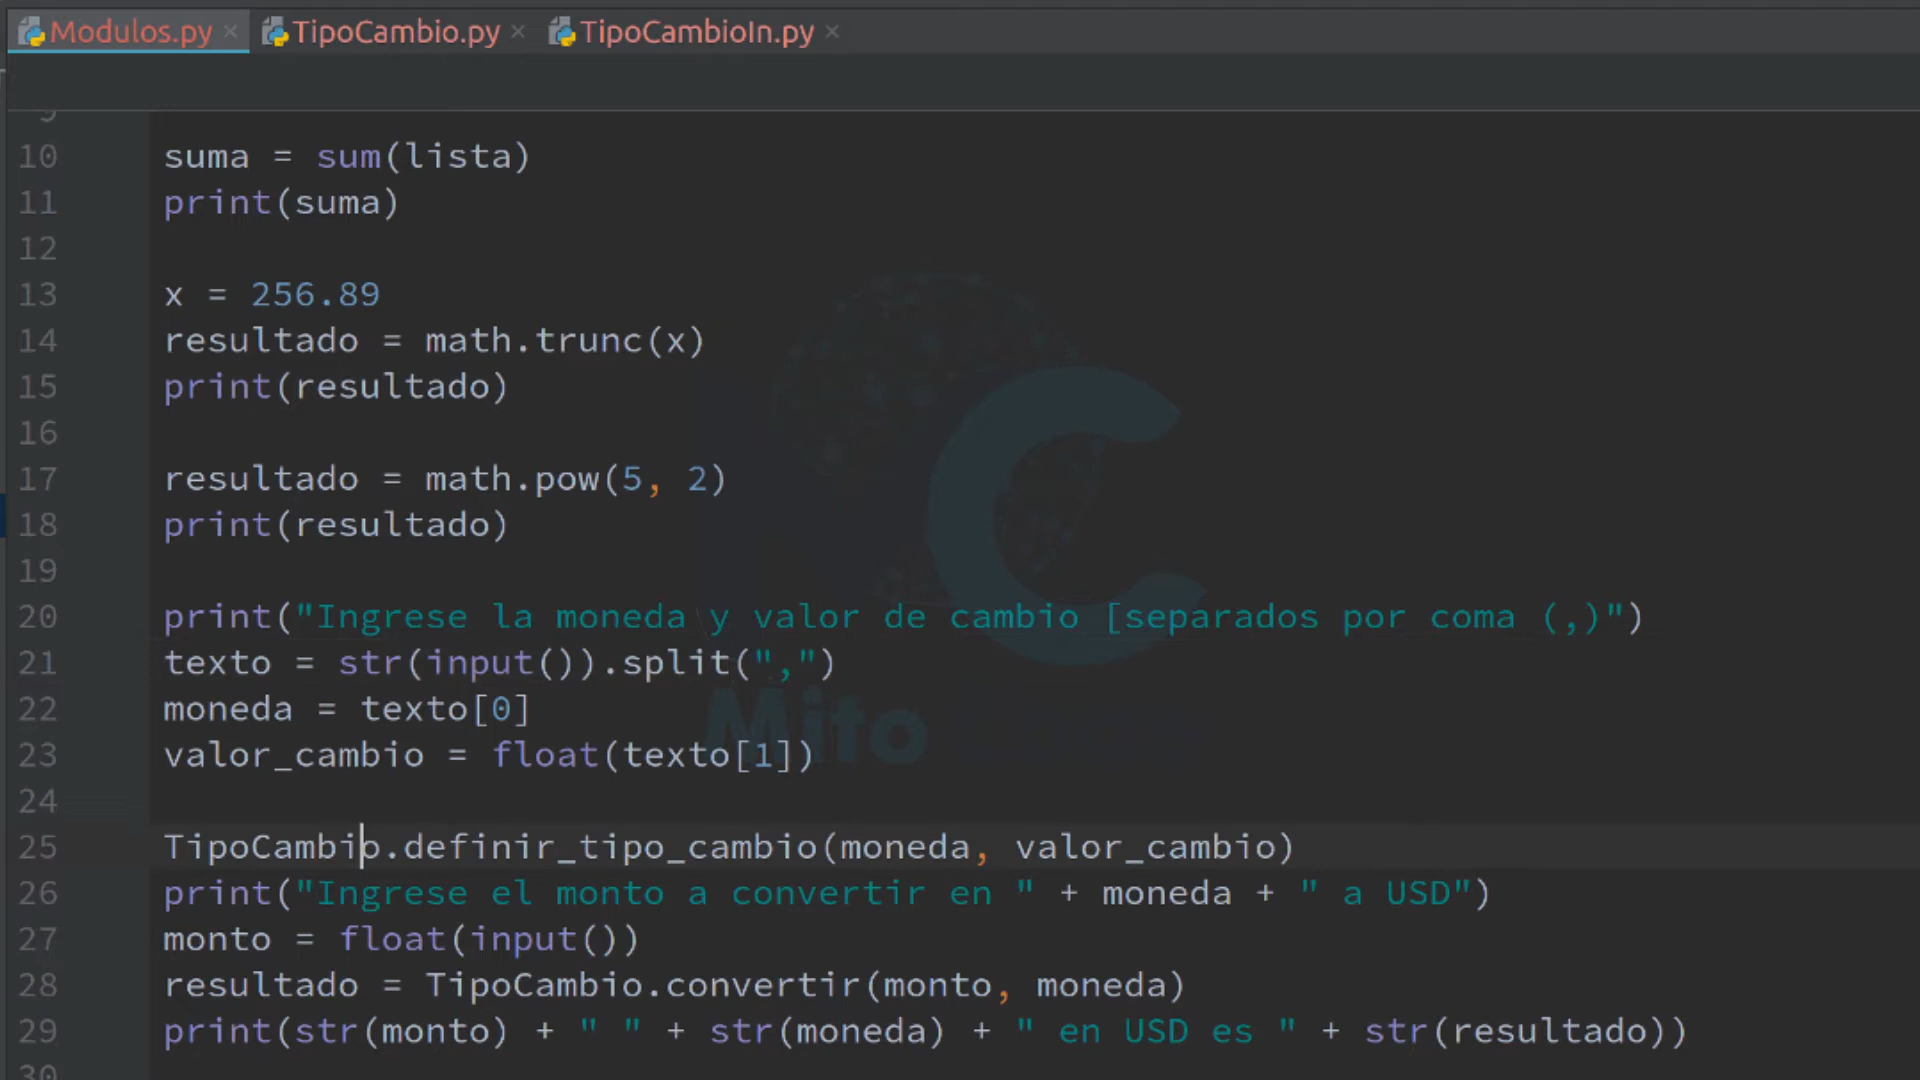 Modulos.py × TipoCambio.py × TipoCambioIn.py ×
9
10 suma = sum(lista)
11 print(suma)
12
13 x = 256.89
14 resultado = math.trunc(x)
15 print(resultado)
16
17 resultado = math.pow(5, 2)
18 print(resultado)
19
20 print("Ingrese la moneda y valor de cambio [separados por coma (,)")
21 texto = str(input()).split(",")
22 moneda = texto[0]
23 valor_cambio = float(texto[1])
24
25 TipoCambio.definir_tipo_cambio(moneda, valor_cambio)
26 print("Ingrese el monto a convertir en " + moneda + " a USD")
27 monto = float(input())
28 resultado = TipoCambio.convertir(monto, moneda)
29 print(str(monto) + " " + str(moneda) + " en USD es " + str(resultado))
30
Mito